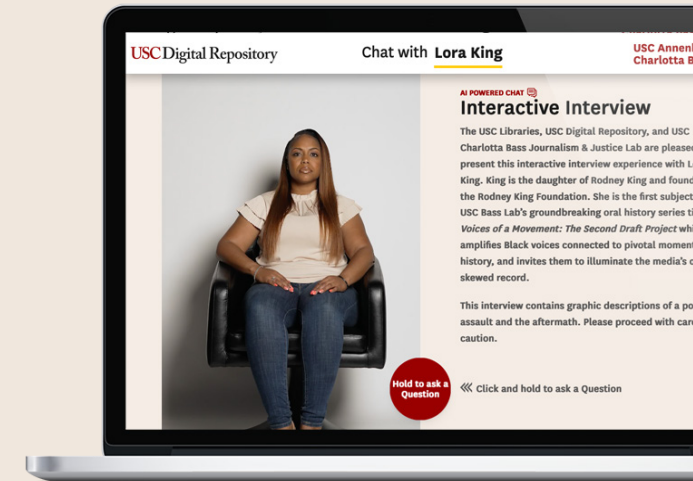 USC Digital Repository
Chat with Lora King
USC Annen
Charlotta B
AI POWERED CHAT
Interactive Interview
The USC Libraries, USC Digital Repository, and USC
Charlotta Bass Journalism & Justice Lab are pleased
present this interactive interview experience with L
King. King is the daughter of Rodney King and found
the Rodney King Foundation. She is the first subject
USC Bass Lab's groundbreaking oral history series ti
Voices of a Movement: The Second Draft Project whi
amplifies Black voices connected to pivotal moment
history, and invites them to illuminate the media's o
skewed record.
This interview contains graphic descriptions of a po
assault and the aftermath. Please proceed with care
caution.
Hold to ask a
Question
Click and hold to ask a Question